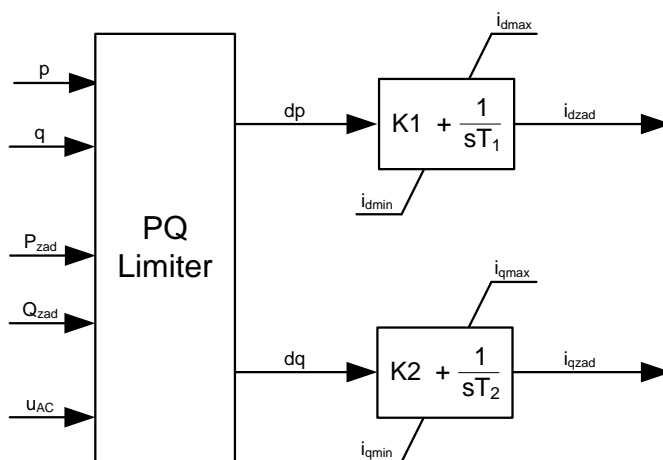 p
q
P_zad
Q_zad
u_AC
PQ
Limiter
dp
i_dmax
K1 + 1/sT_1
i_dmin
i_dzad
dq
i_qmax
K2 + 1/sT_2
i_qmin
i_qzad